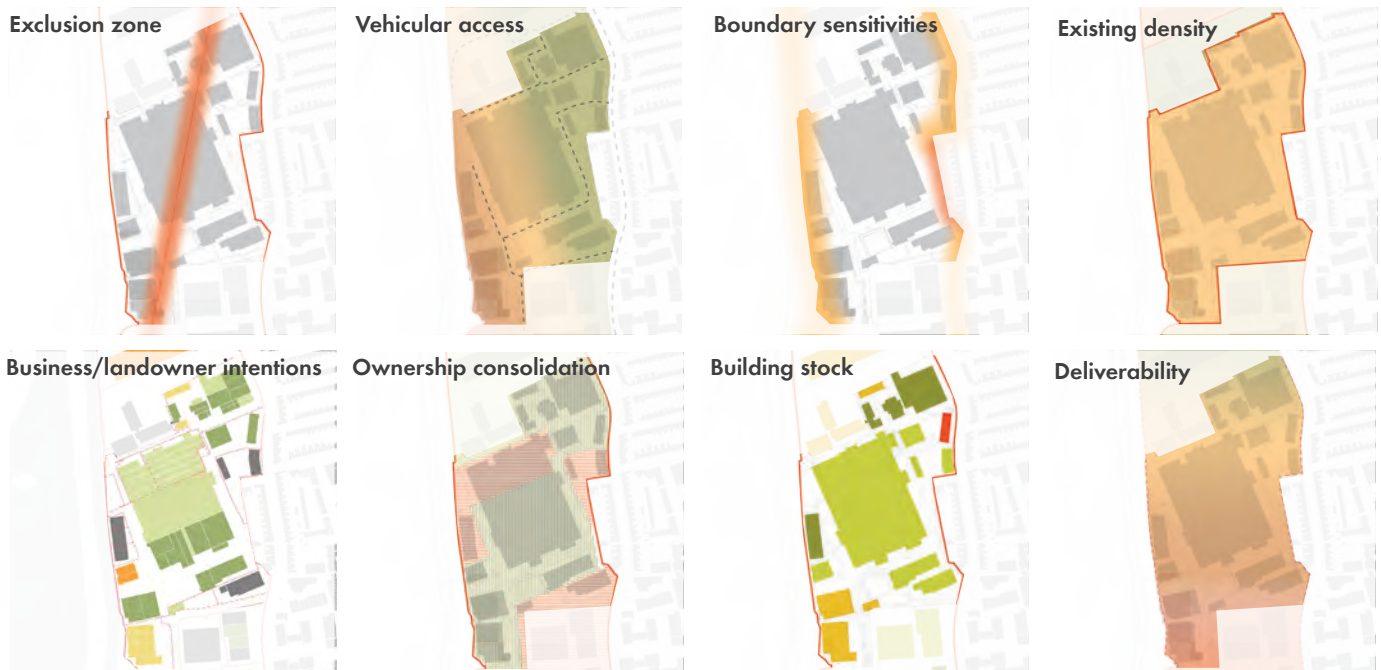 Exclusion zone
Vehicular access
Boundary sensitivities
Existing density
Business/landowner intentions
Ownership consolidation
Building stock
Deliverability